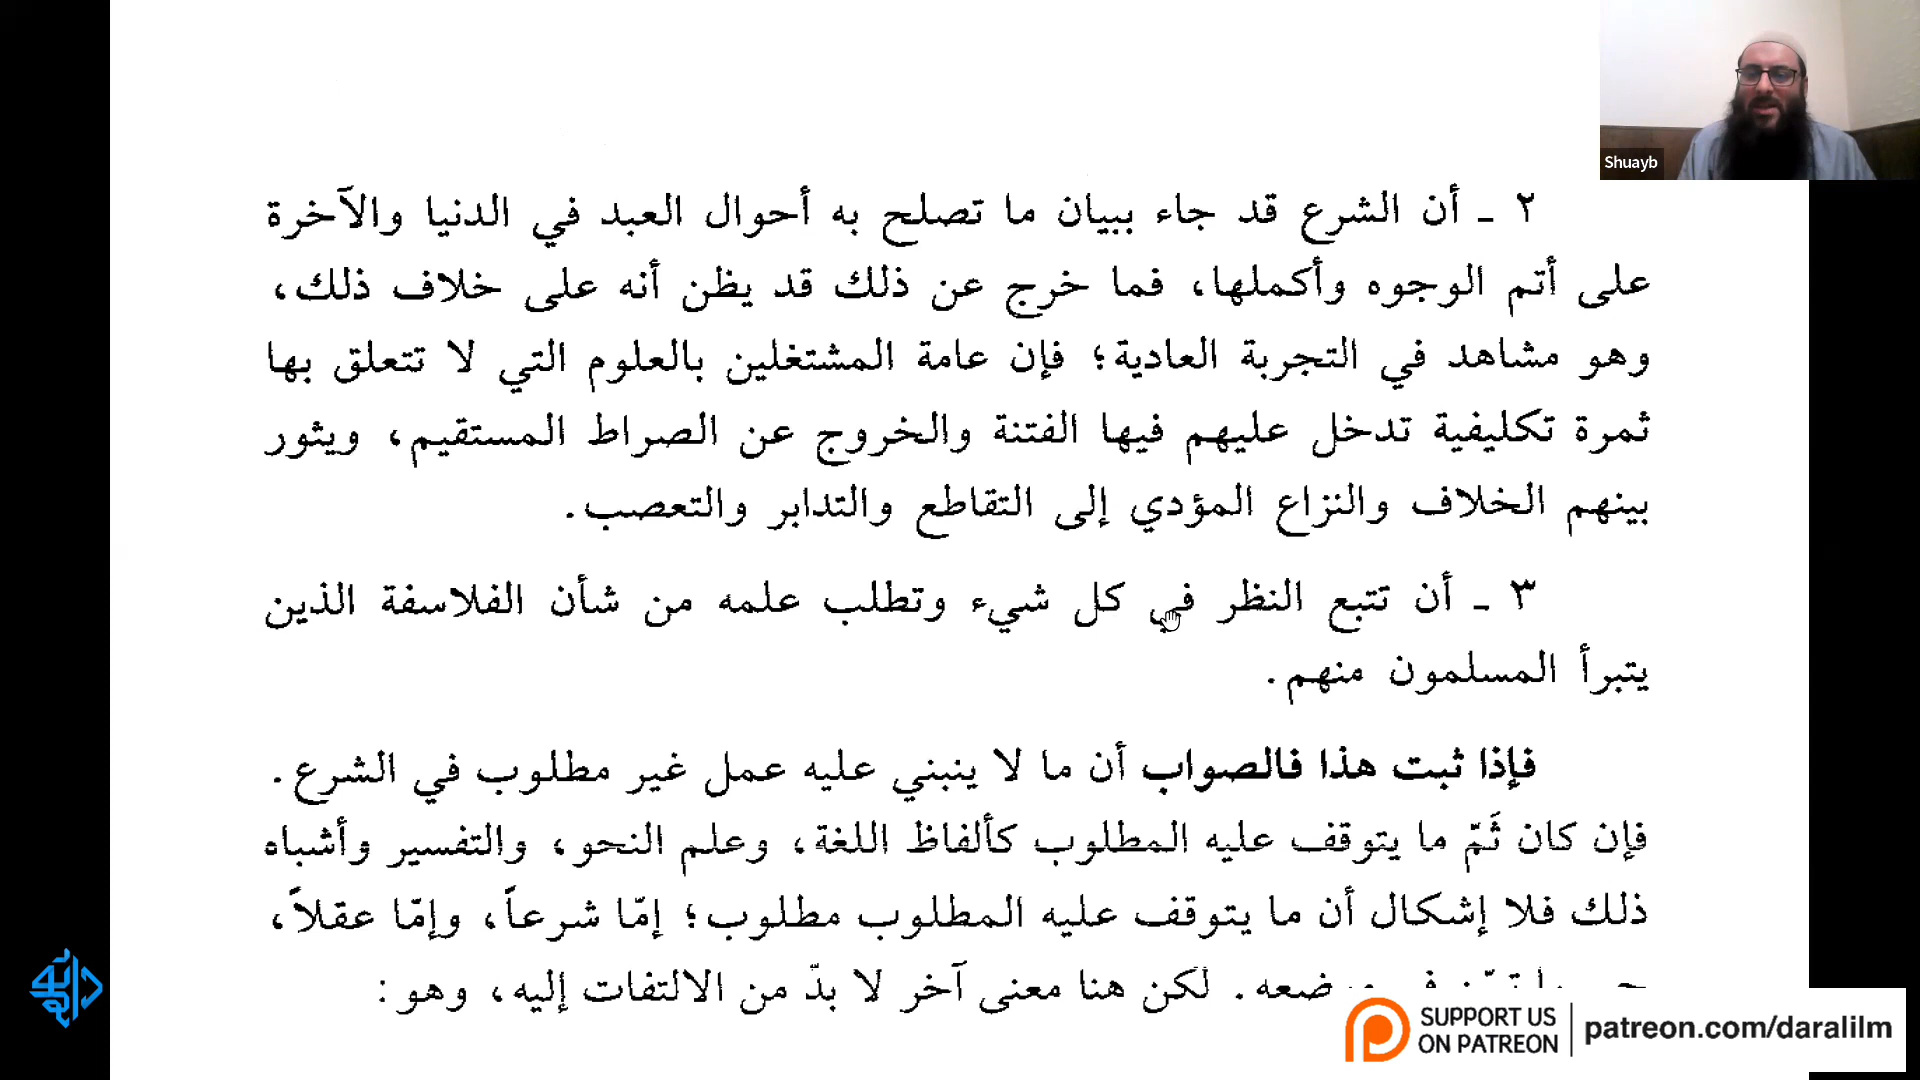 Shuayb
٢ ـ أن الشرع قد جاء ببيان ما تصلح به أحوال العبد في الدنيا والآخرة
على أتم الوجوه وأكملها، فما خرج عن ذلك قد يظن أنه على خلاف ذلك،
وهو مشاهد في التجربة العادية؛ فإن عامة المشتغلين بالعلوم التي لا تتعلق بها
ثمرة تكليفية تدخل عليهم فيها الفتنة والخروج عن الصراط المستقيم، ويثور
بينهم الخلاف والنزاع المؤدي إلى التقاطع والتدابر والتعصب.
٣ ـ أن تتبع النظر في كل شيء وتطلب علمه من شأن الفلاسفة الذين
يتبرأ المسلمون منهم.
فإذا ثبت هذا فالصواب أن ما لا ينبني عليه عمل غير مطلوب في الشرع.
فإن كان ثَمّ ما يتوقف عليه المطلوب كألفاظ اللغة، وعلم النحو، والتفسير وأشباه
ذلك فلا إشكال أن ما يتوقف عليه المطلوب مطلوب؛ إمّا شرعاً، وإمّا عقلاً،
لكن هنا معنى آخر لا بدّ من الالتفات إليه، وهو:
SUPPORT US
ON PATREON
patreon.com/daralilm